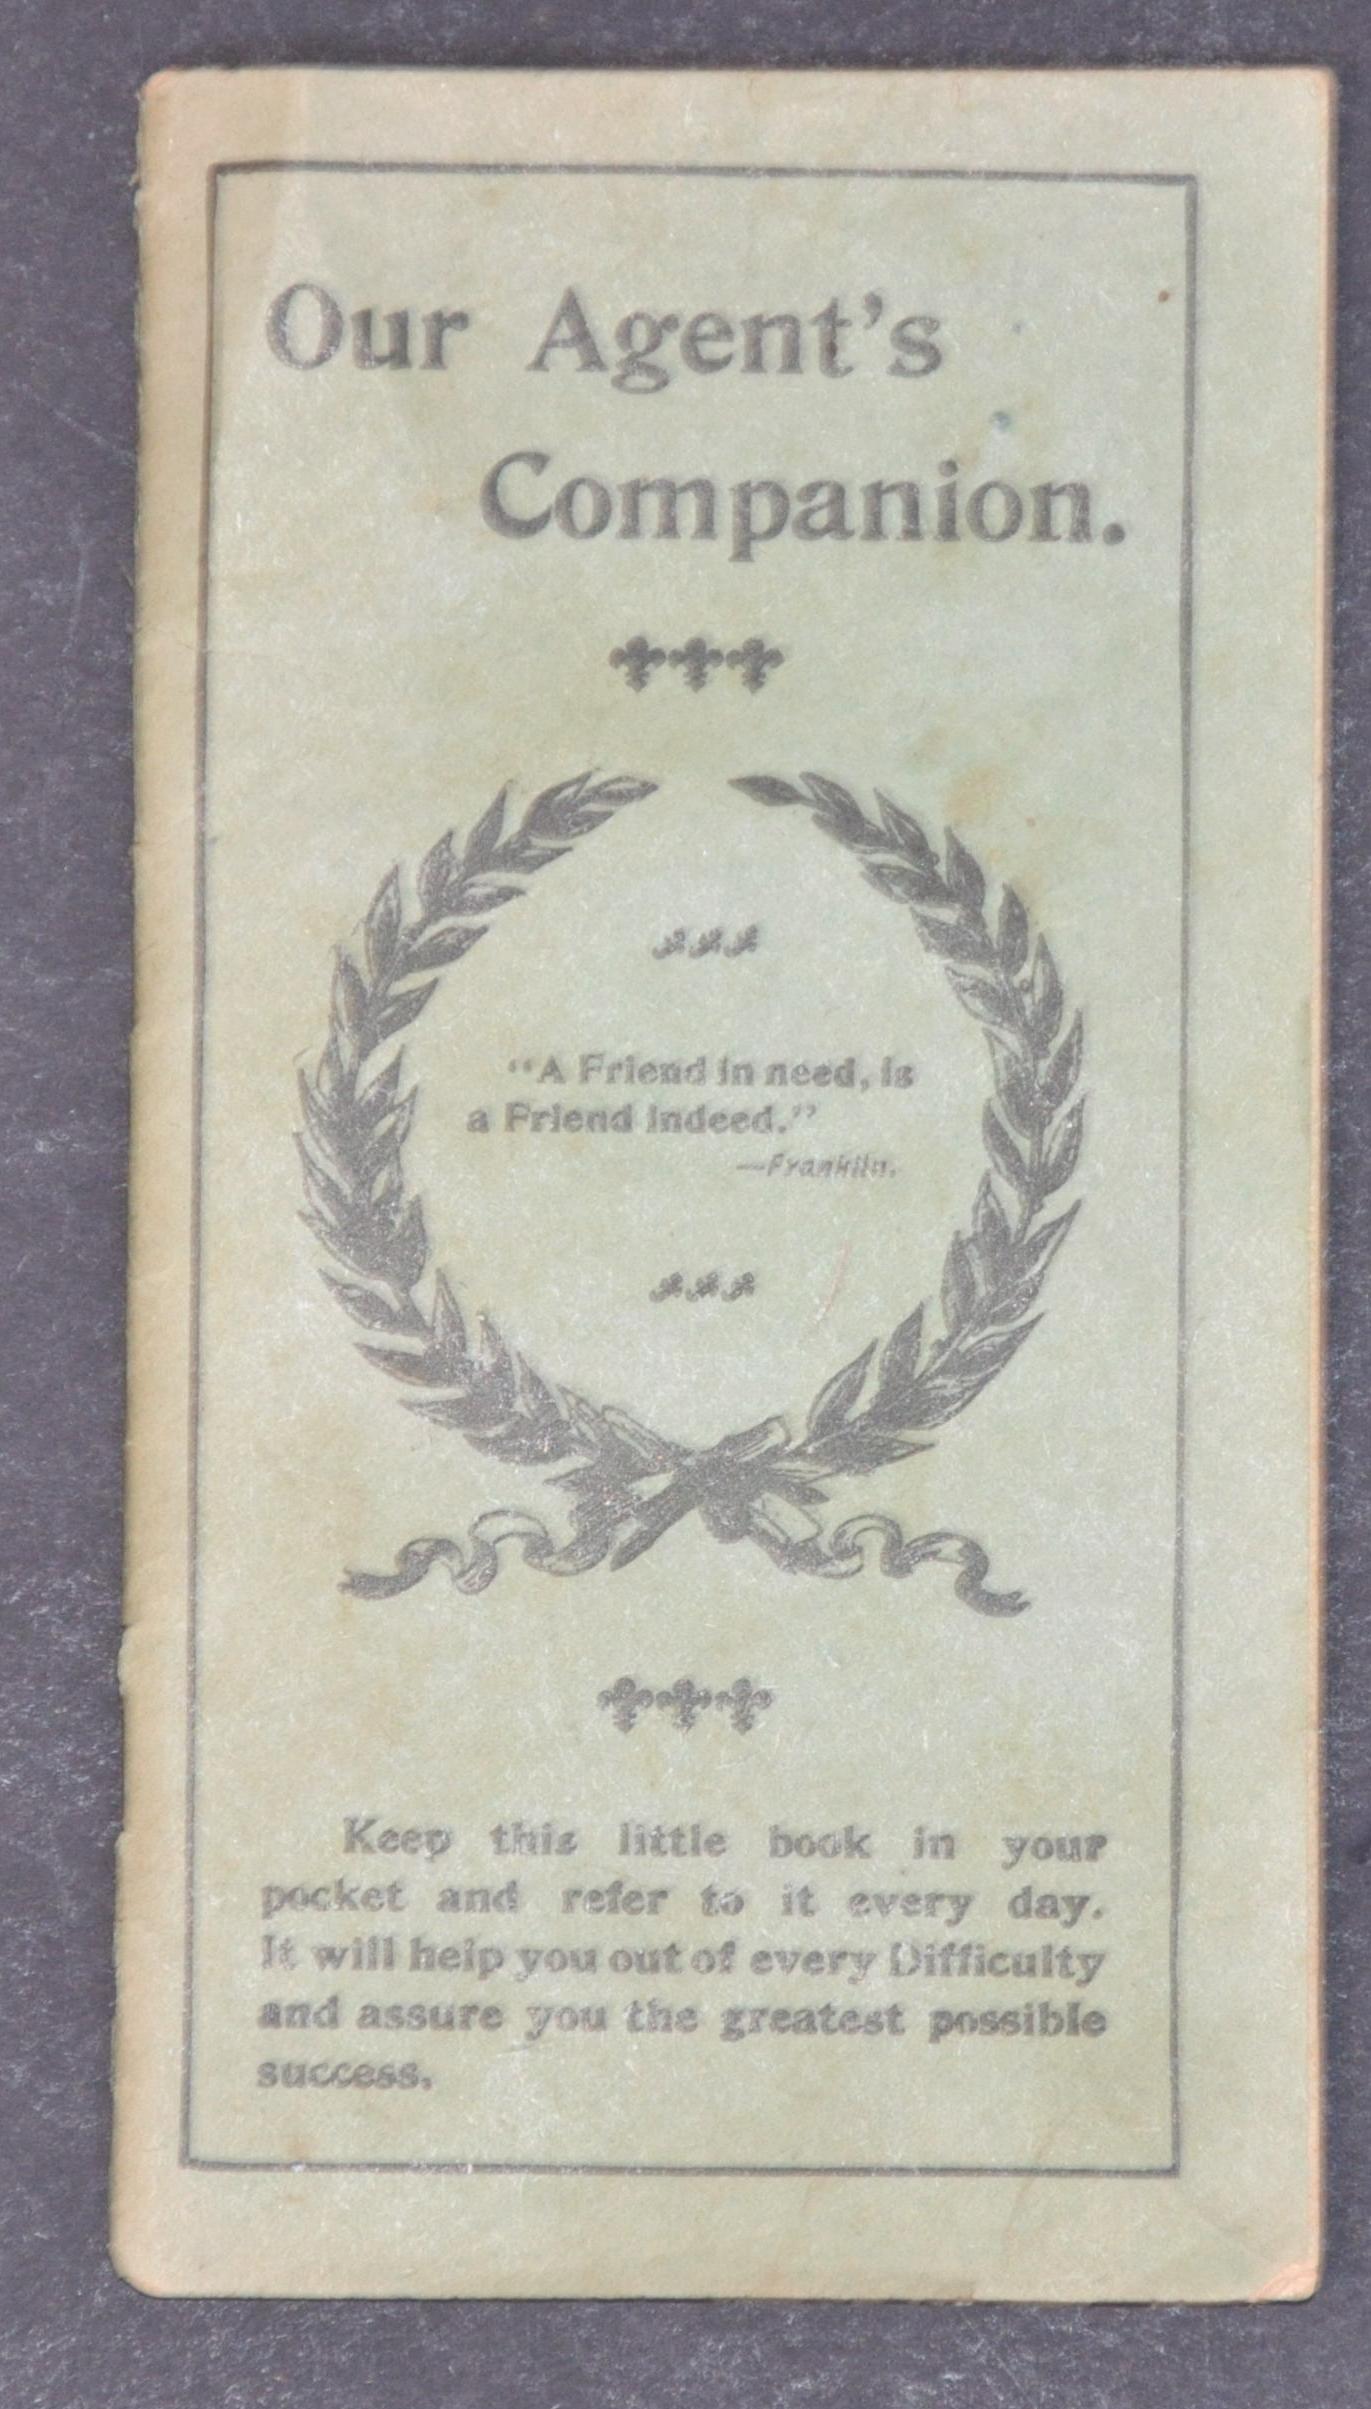 Our Agent's
Companion.
“A Friend in need, is
a Friend indeed.”
—Franklin.
Keep this little book in your
pocket and refer to it every day.
It will help you out of every Difficulty
and assure you the greatest possible
success.